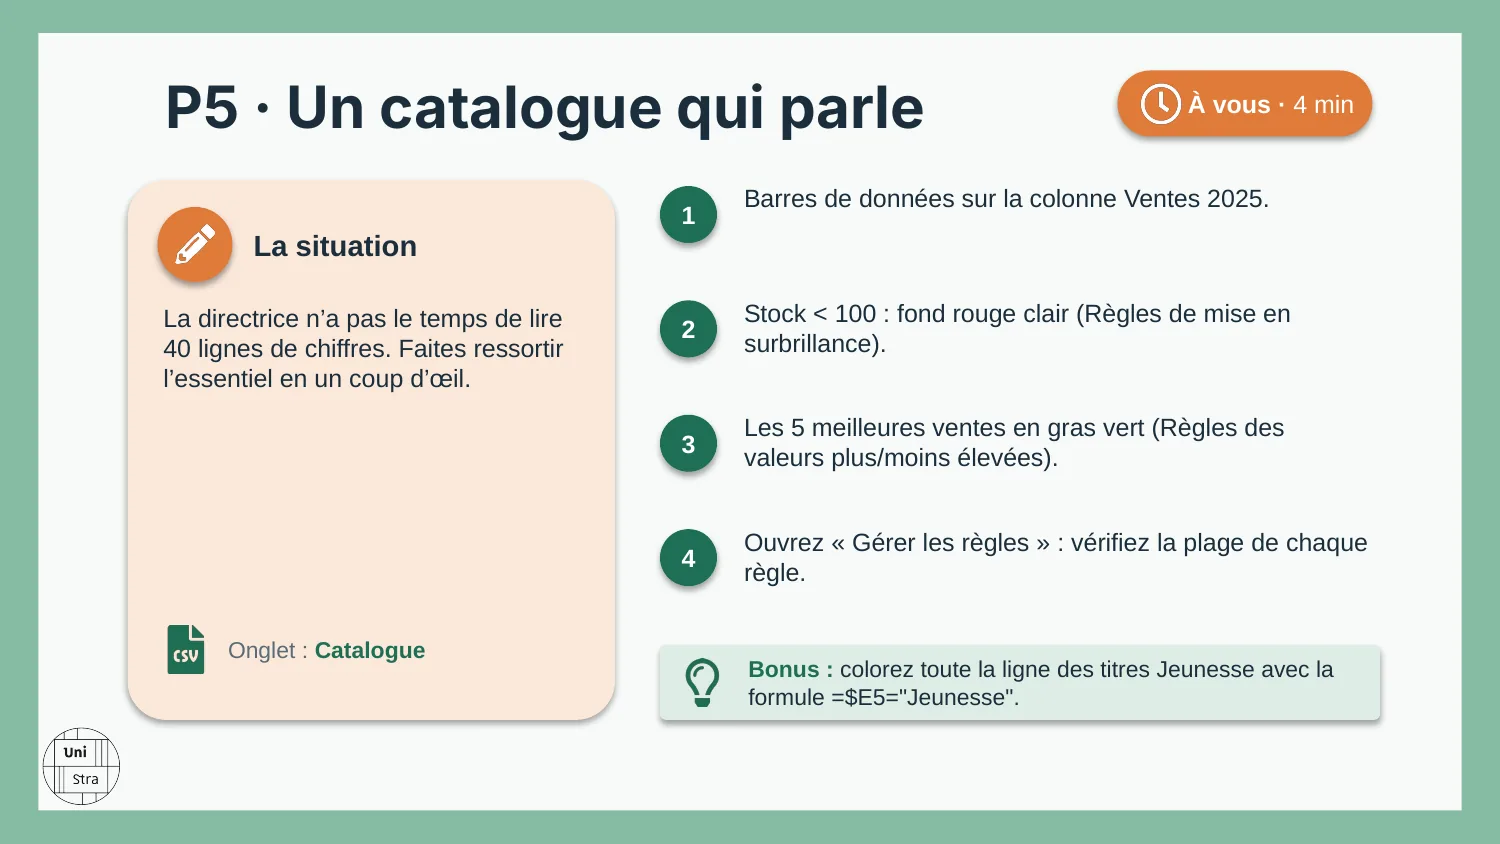 P5 · Un catalogue qui parle
À vous · 4 min
La situation
La directrice n’a pas le temps de lire
40 lignes de chiffres. Faites ressortir
l’essentiel en un coup d’œil.
CSV
Onglet : Catalogue
1
Barres de données sur la colonne Ventes 2025.
2
Stock < 100 : fond rouge clair (Règles de mise en
surbrillance).
3
Les 5 meilleures ventes en gras vert (Règles des
valeurs plus/moins élevées).
4
Ouvrez « Gérer les règles » : vérifiez la plage de chaque
règle.
Bonus : colorez toute la ligne des titres Jeunesse avec la
formule =$E5="Jeunesse".
Uni
Stra